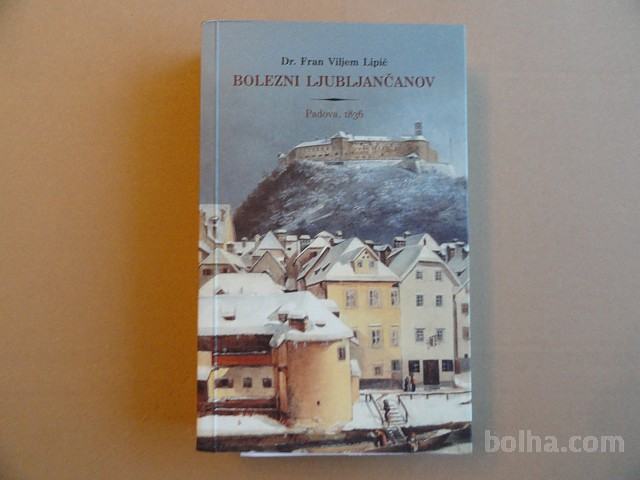 Dr. Fran Viljem Lipič
BOLEZNI LJUBLJANČANOV
Padova, 1836
bolha.com